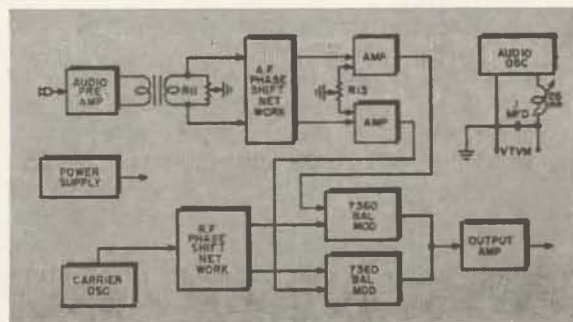 AUDIO
PRE
AMP
R11
A.F.
PHASE
SHIFT
NET
WORK
AMP
R13
AMP
AUDIO
OSC
MFD
VTVM
POWER
SUPPLY
CARRIER
OSC
R.F.
PHASE
SHIFT
NET
WORK
7360
BAL
MOD
7360
BAL
MOD
OUTPUT
AMP